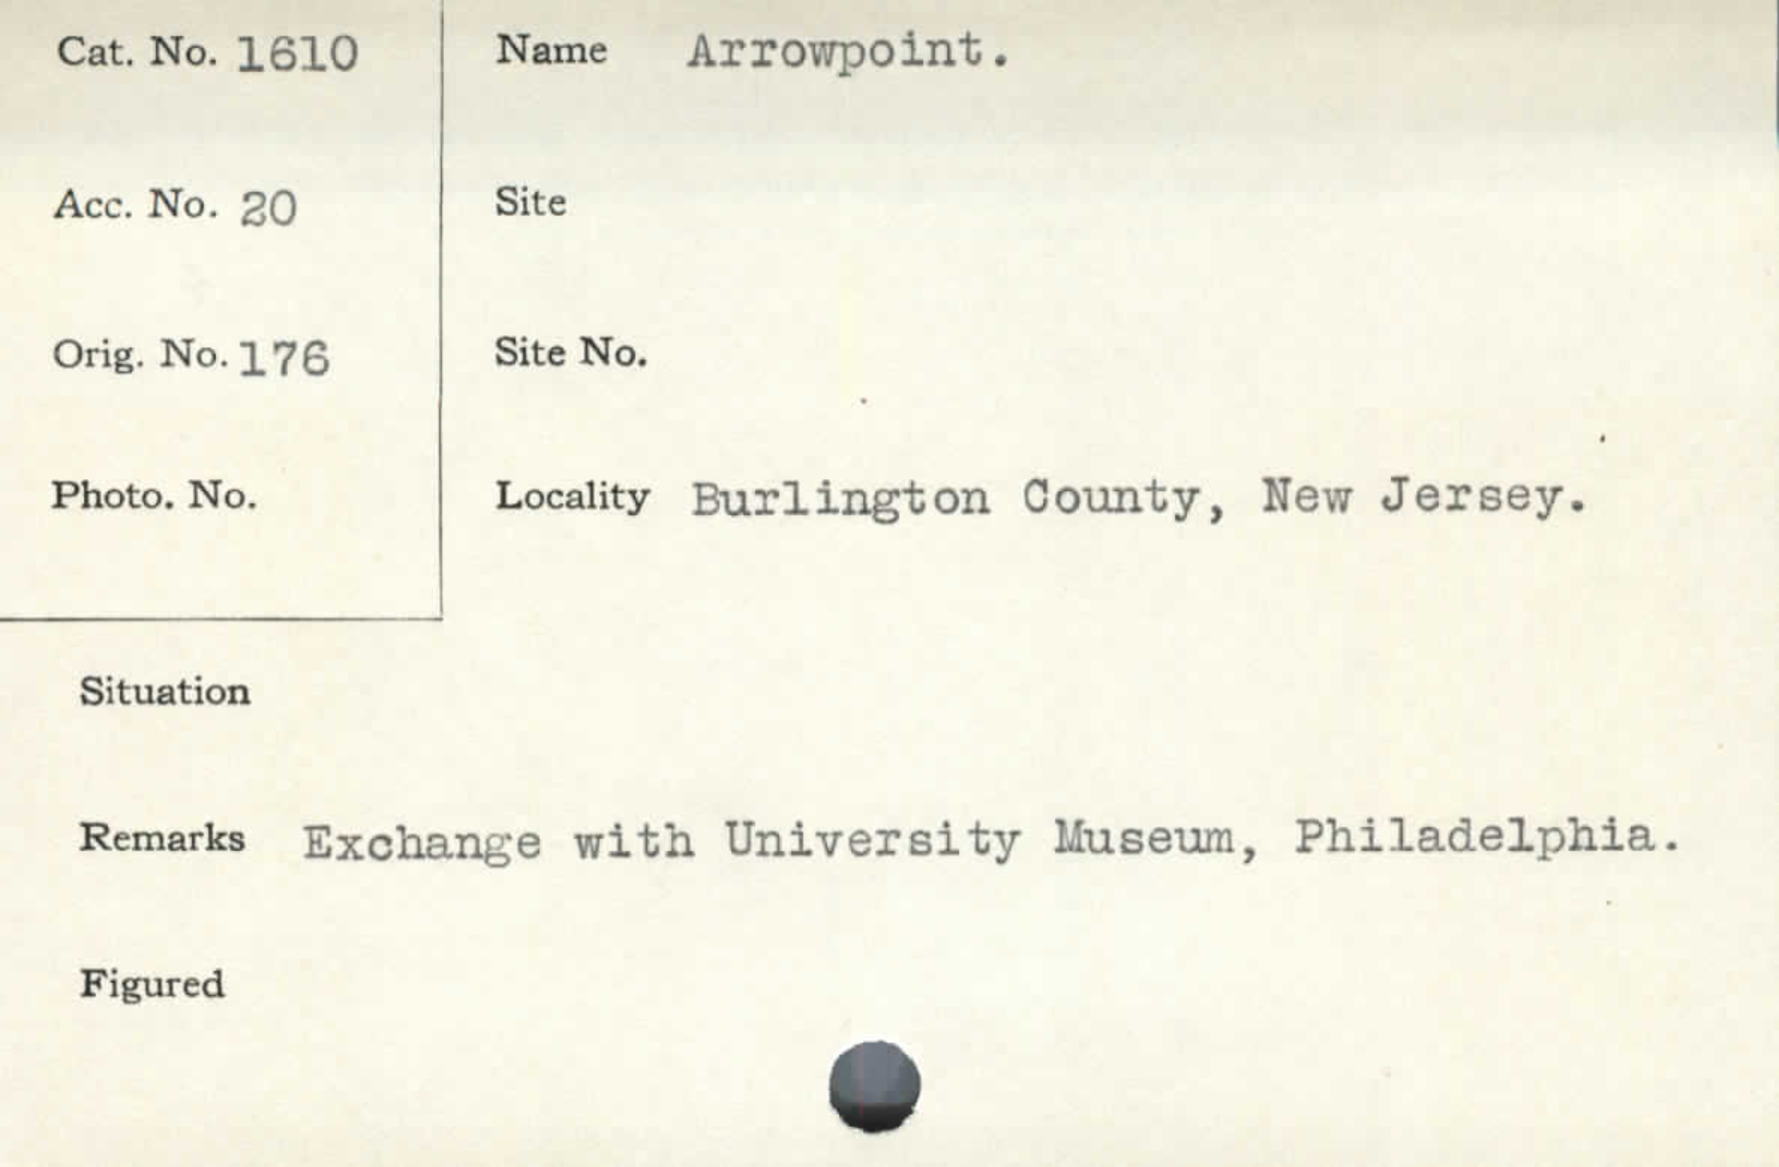 Cat. No. 1610
Name Arrowpoint.
Acc. No. 20
Site
Orig. No. 176
Site No.
Photo. No.
Locality Burlington County, New Jersey.
Situation
Remarks Exchange with University Museum, Philadelphia.
Figured